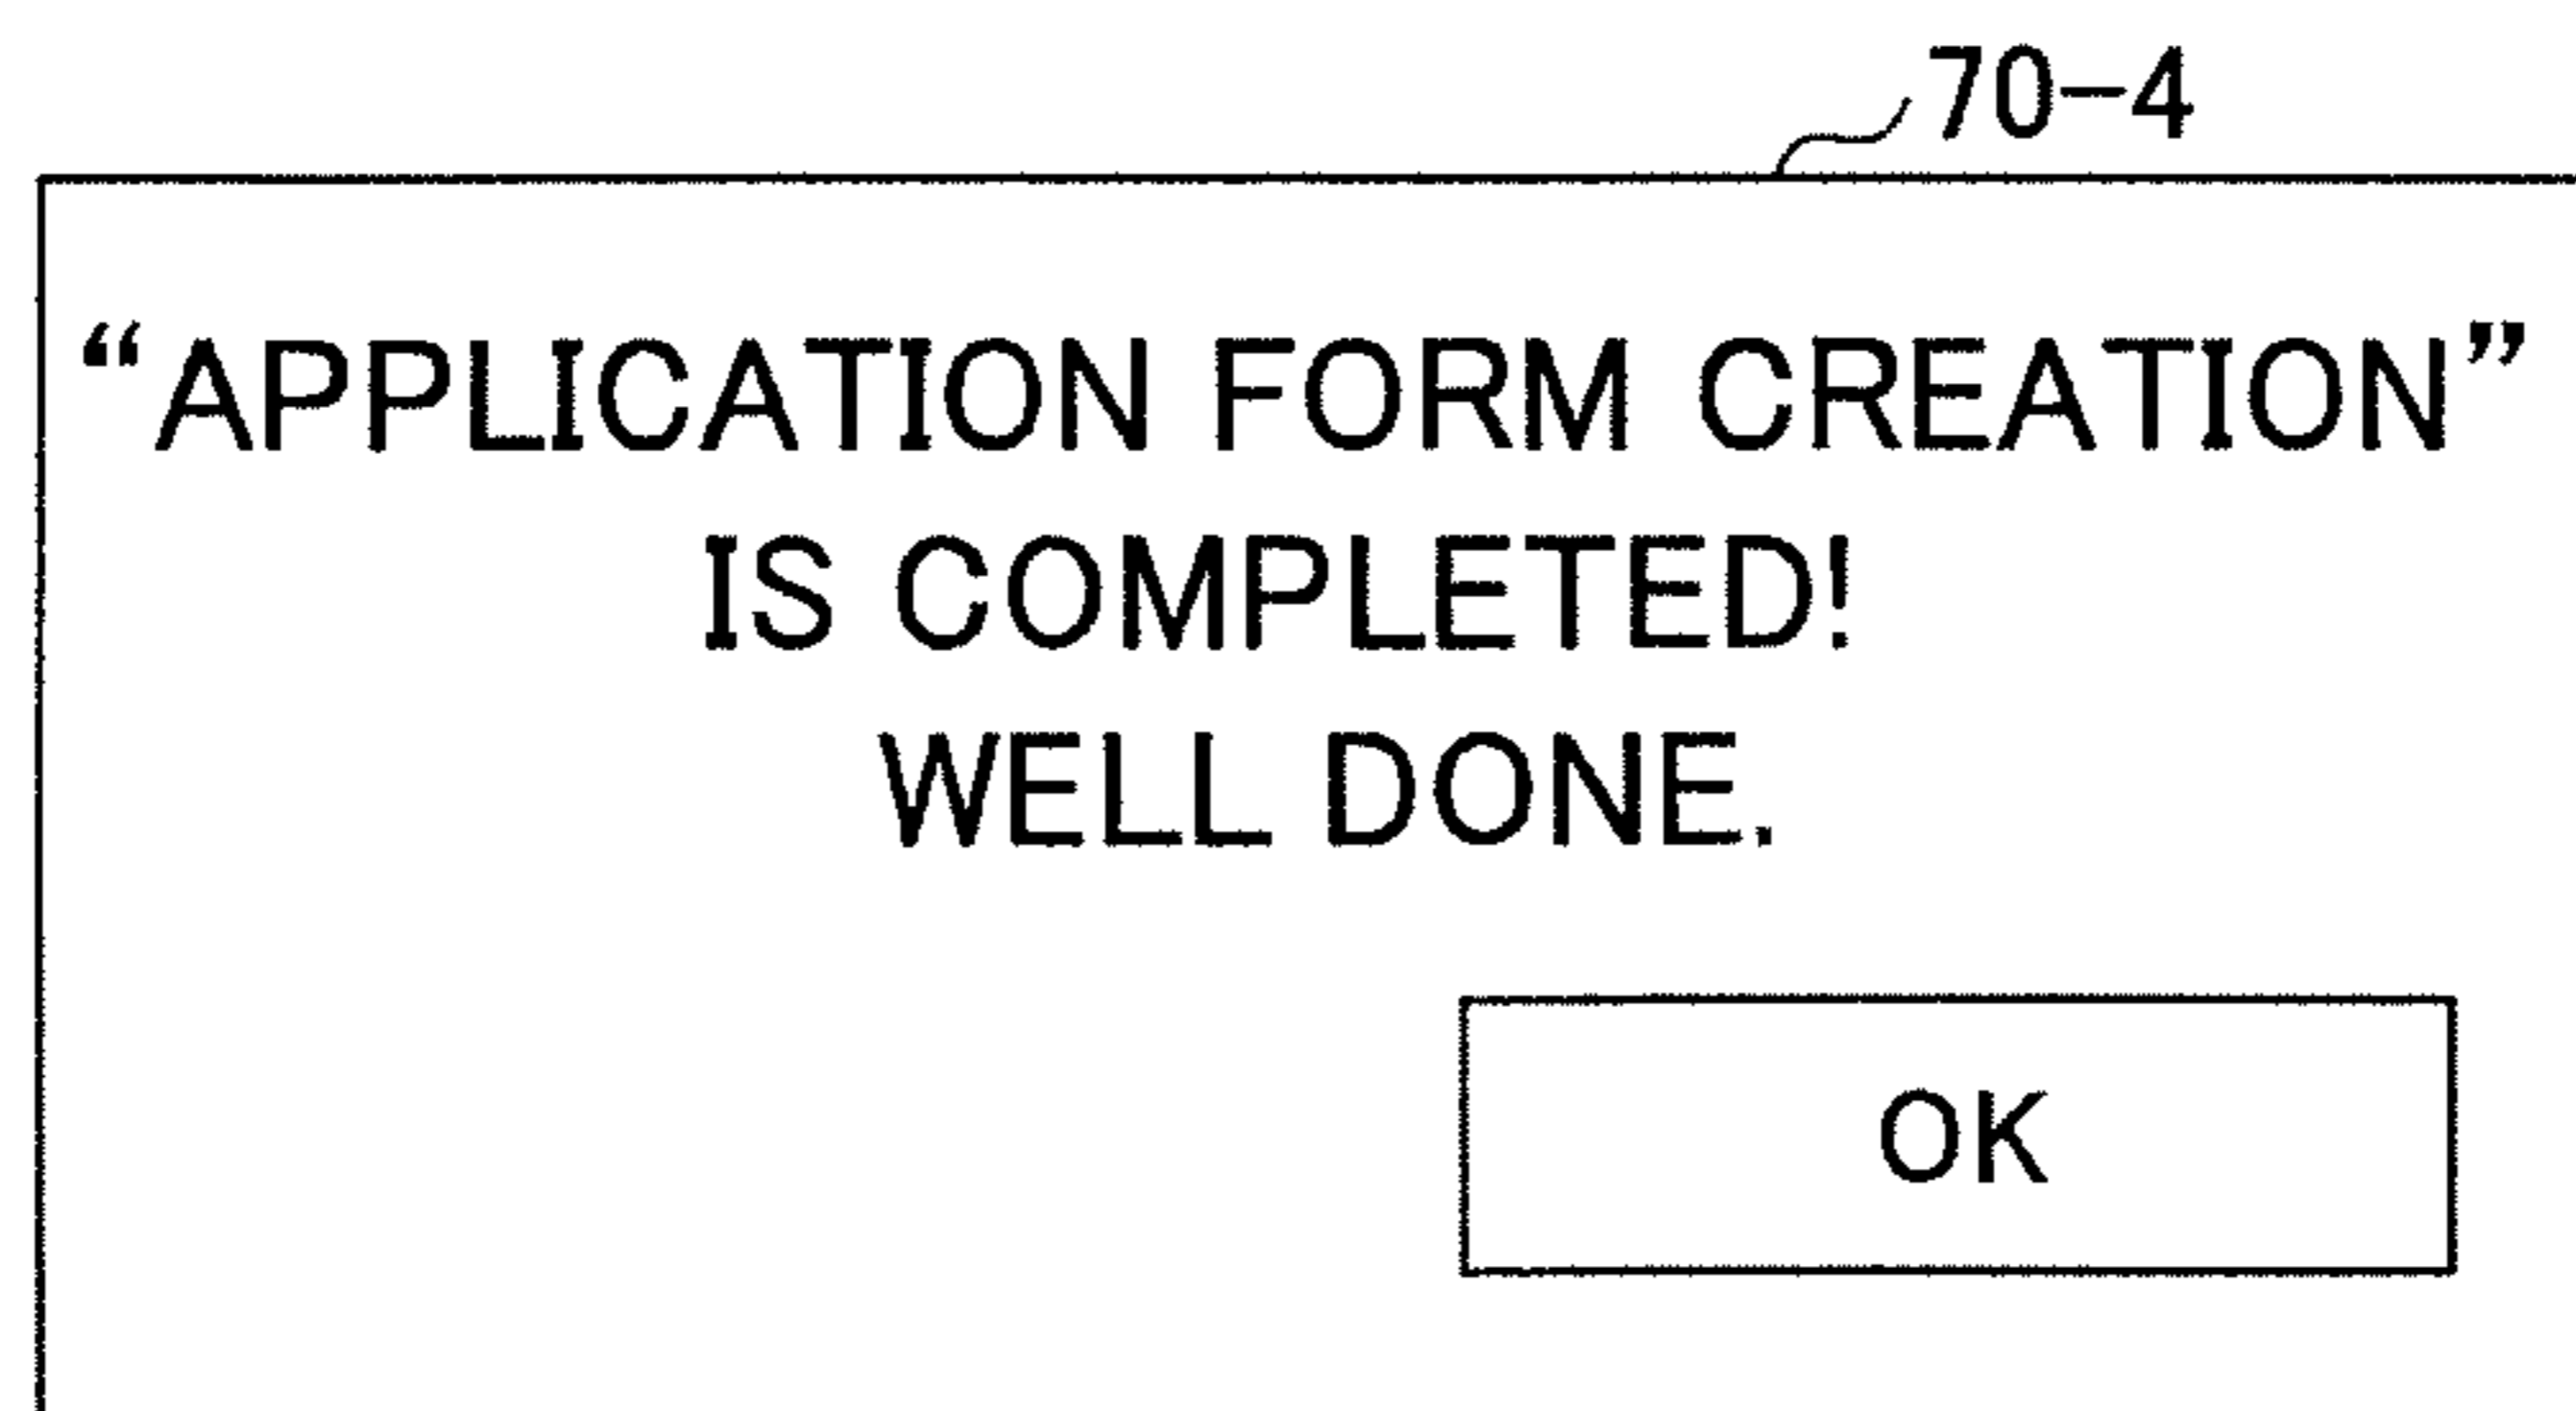 70-4
“APPLICATION FORM CREATION”
IS COMPLETED!
WELL DONE.
OK